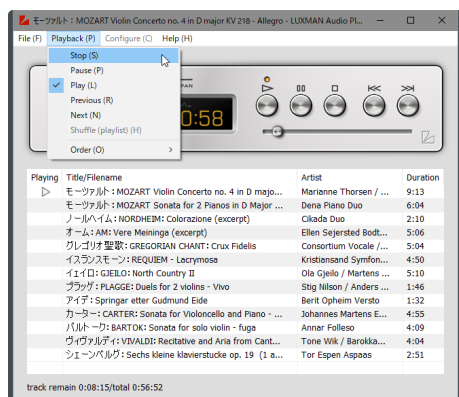 モーツァルト：MOZART Violin Concerto no. 4 in D major KV 218 - Allegro - LUXMAN Audio Pl...
File (F) Playback (P) Configure (C) Help (H)
Stop (S)
Pause (P)
Play (L)
Previous (R)
Next (N)
Shuffle (playlist) (H)
Order (O)
PAN
0:58
Playing Title/Filename Artist Duration
モーツァルト：MOZART Violin Concerto no. 4 in D majo... Marianne Thorsen / ... 9:13
モーツァルト：MOZART Sonata for 2 Pianos in D Major ... Dena Piano Duo 6:04
ノールヘイム：NORDHEIM: Colorazione (excerpt) Cikada Duo 2:10
オーム：AM: Vere Meininga (excerpt) Ellen Sejersted Bodt... 5:06
グレゴリオ聖歌：GREGORIAN CHANT: Crux Fidelis Consortium Vocale /... 5:04
イスランスモーン：REQUIEM - Lacrymosa Kristiansand Symfon... 4:50
イェイロ：GJEILO: North Country II Ola Gjeilo / Martens ... 5:10
プラッゲ：PLAGGE: Duels for 2 violins - Vivo Stig Nilson / Anders ... 1:46
アイデ：Springar etter Gudmund Eide Berit Opheim Versto 1:32
カーター：CARTER: Sonata for Violoncello and Piano - ... Johannes Martens E... 4:55
バルトーク：BARTOK: Sonata for solo violin - fuga Annar Folleso 4:09
ヴィヴァルディ：VIVALDI: Recitative and Aria from Cant... Tone Wik / Barokka... 4:04
シェーンベルグ：Sechs kleine klavierstucke op. 19 (1 a... Tor Espen Aspaas 2:51
track remain 0:08:15/total 0:56:52